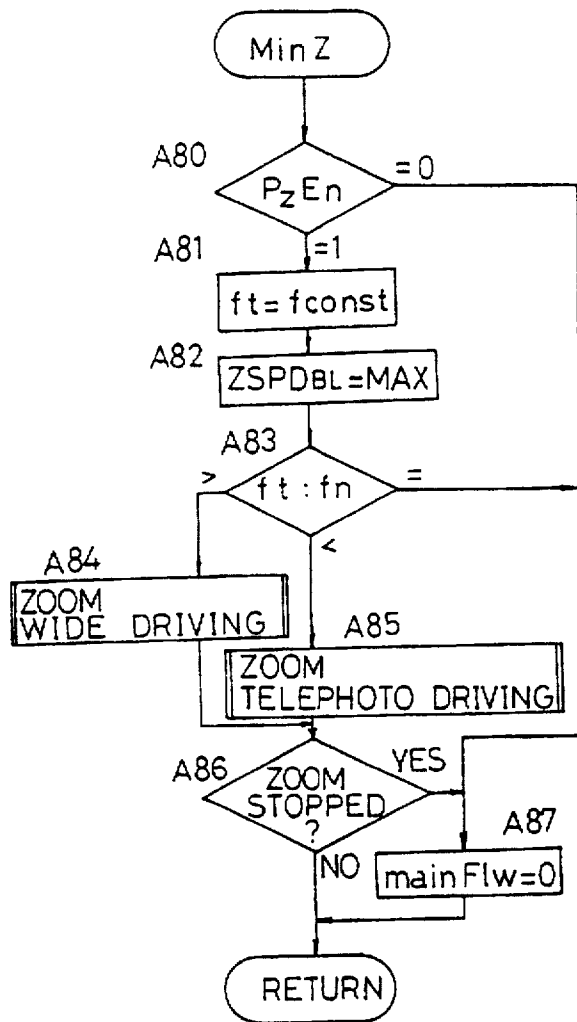 Min Z
A80
PzEn
=0
A81
=1
ft=fconst
A82
ZSPDBL=MAX
A83
>
ft:fn
=
<
A84
ZOOM
WIDE DRIVING
A85
ZOOM
TELEPHOTO DRIVING
A86
ZOOM
STOPPED
?
YES
A87
NO
mainFlw=0
RETURN